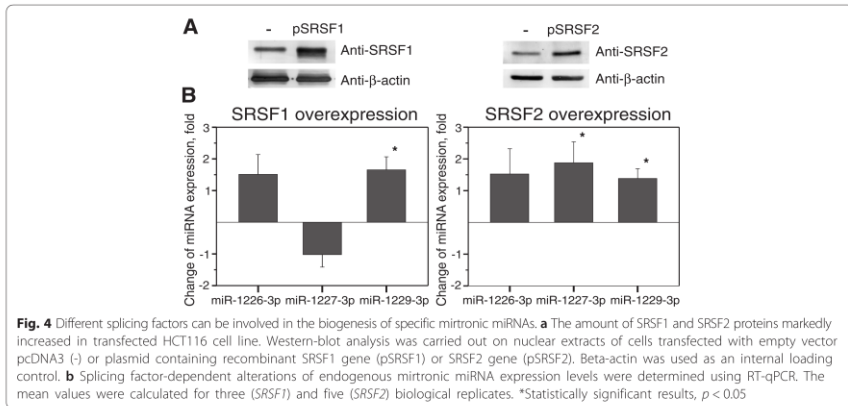 A
- pSRSF1
Anti-SRSF1
Anti-β-actin
- pSRSF2
Anti-SRSF2
Anti-β-actin
B
SRSF1 overexpression
Change of miRNA expression, fold
3
2
1
-1
-2
*
miR-1226-3p miR-1227-3p miR-1229-3p
SRSF2 overexpression
3
2
1
-1
-2
* *
miR-1226-3p miR-1227-3p miR-1229-3p
Fig. 4 Different splicing factors can be involved in the biogenesis of specific mirtronic miRNAs. a The amount of SRSF1 and SRSF2 proteins markedly
increased in transfected HCT116 cell line. Western-blot analysis was carried out on nuclear extracts of cells transfected with empty vector
pcDNA3 (-) or plasmid containing recombinant SRSF1 gene (pSRSF1) or SRSF2 gene (pSRSF2). Beta-actin was used as an internal loading
control. b Splicing factor-dependent alterations of endogenous mirtronic miRNA expression levels were determined using RT-qPCR. The
mean values were calculated for three (SRSF1) and five (SRSF2) biological replicates. *Statistically significant results, p < 0.05